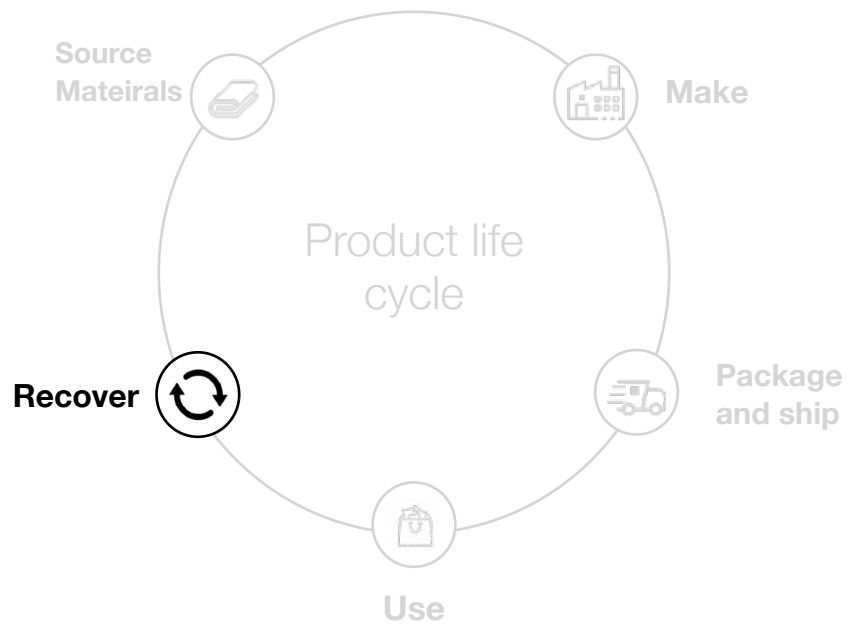 Source
Mateirals
Make
Product life
cycle
Recover
Package
and ship
Use